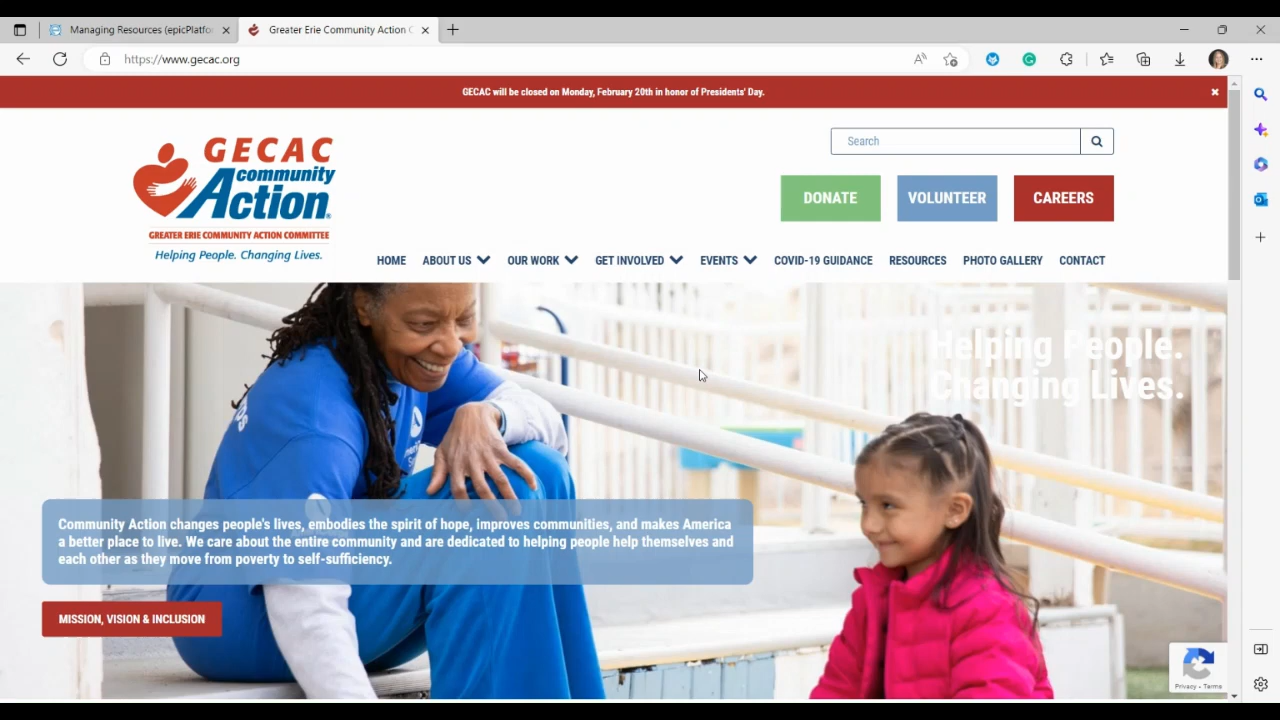 Managing Resources (epicPlatfo
Greater Erie Community Action C
https://www.gecac.org
GECAC will be closed on Monday, February 20th in honor of Presidents' Day.
GECAC
community
Action
GREATER ERIE COMMUNITY ACTION COMMITTEE
Helping People. Changing Lives.
Search
DONATE
VOLUNTEER
CAREERS
HOME ABOUT US OUR WORK GET INVOLVED EVENTS COVID-19 GUIDANCE RESOURCES PHOTO GALLERY CONTACT
Helping People.
Changing Lives.
Community Action changes people's lives, embodies the spirit of hope, improves communities, and makes America
a better place to live. We care about the entire community and are dedicated to helping people help themselves and
each other as they move from poverty to self-sufficiency.
MISSION, VISION & INCLUSION
Privacy - Terms